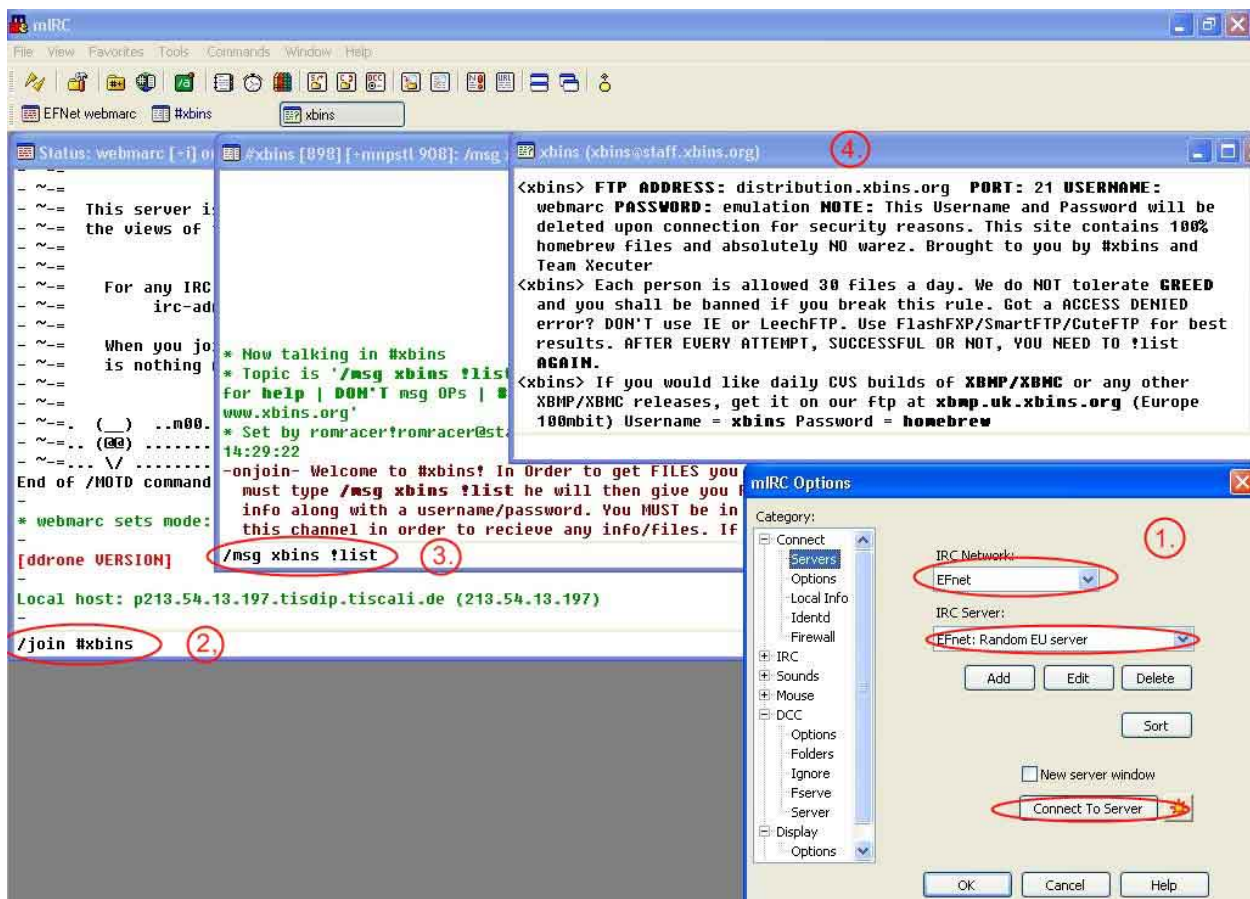 mIRC
File View Favorites Tools Commands Window Help
EFNet webmarc #xbins xbins
Status: webmarc [+i] o
- ~-=
- ~-= This server i
- ~-= the views of
- ~-=
- ~-=
- ~-= For any IRC
- ~-= irc-ad
- ~-=
- ~-= When you jo
- ~-= is nothing
- ~-=
- ~-=
- ~-=. (__) ..m00.
- ~-=.. (@@) ........
- ~-=... \/ .........
End of /MOTD command
-
* webmarc sets mode:
-
[ddrone VERSION]
-
Local host: p213.54.13.197.tisdip.tiscali.de (213.54.13.197)
-
/join #xbins
2,
#xbins [898] [+mnpstl 908]: /msg
* Now talking in #xbins
* Topic is '/msg xbins !list
for help | DON'T msg OPs |
www.xbins.org'
* Set by romracer!romracer@st
14:29:22
-onjoin- Welcome to #xbins! In Order to get FILES you
must type /msg xbins !list he will then give you
info along with a username/password. You MUST be in
this channel in order to recieve any info/files. If
/msg xbins !list
3.
xbins (xbins@staff.xbins.org)
4.
<xbins> FTP ADDRESS: distribution.xbins.org PORT: 21 USERNAME:
webmarc PASSWORD: emulation NOTE: This Username and Password will be
deleted upon connection for security reasons. This site contains 100%
homebrew files and absolutely NO warez. Brought to you by #xbins and
Team Xecuter
<xbins> Each person is allowed 30 files a day. We do NOT tolerate GREED
and you shall be banned if you break this rule. Got a ACCESS DENIED
error? DON'T use IE or LeechFTP. Use FlashFXP/SmartFTP/CuteFTP for best
results. AFTER EVERY ATTEMPT, SUCCESSFUL OR NOT, YOU NEED TO !list
AGAIN.
<xbins> If you would like daily CVS builds of XBMP/XBMC or any other
XBMP/XBMC releases, get it on our ftp at xbmp.uk.xbins.org (Europe
100mbit) Username = xbins Password = homebrew
mIRC Options
1.
Category:
Connect
Servers
Options
Local Info
Identd
Firewall
IRC
Sounds
Mouse
DCC
Options
Folders
Ignore
Fserve
Server
Display
Options
IRC Network:
EFnet
IRC Server:
EFnet: Random EU server
Add Edit Delete
Sort
New server window
Connect To Server
OK Cancel Help